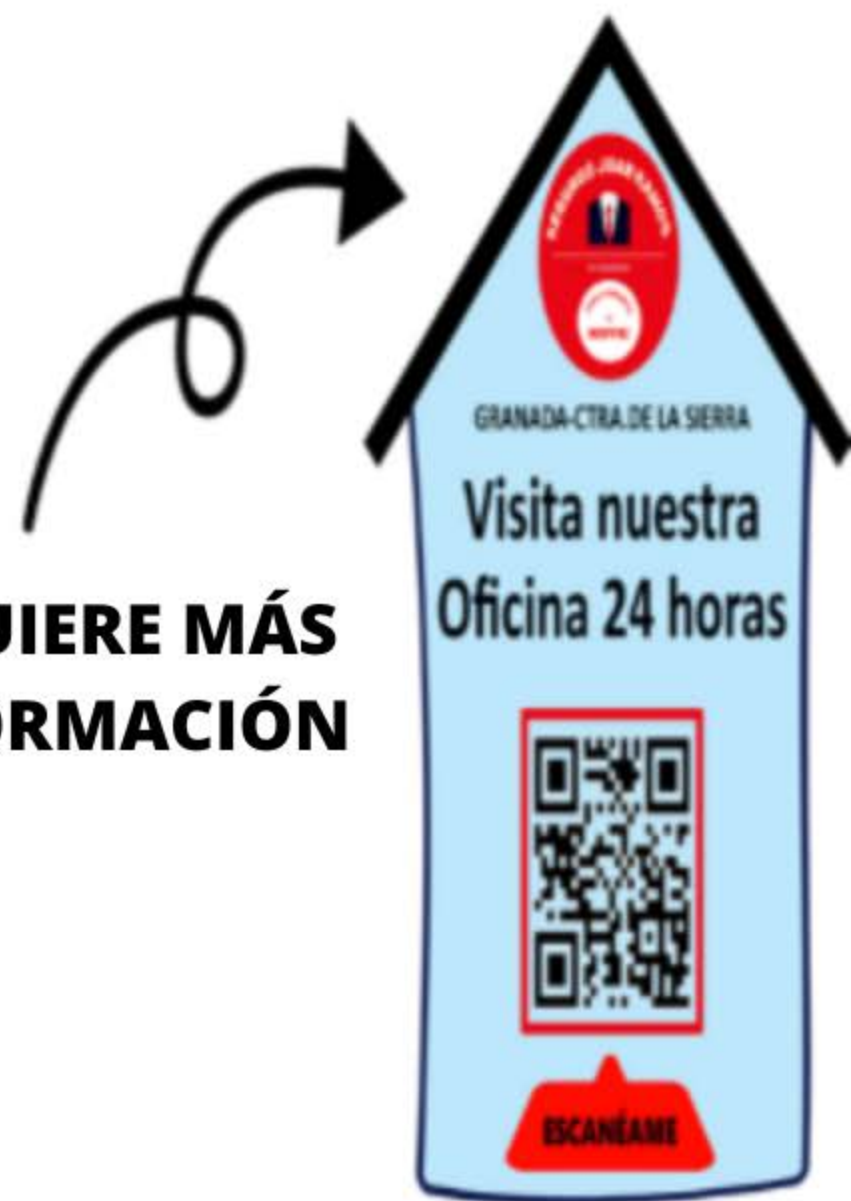 UIERE MÁS
ORMACIÓN
GRANADA-CTRA.DE LA SIERRA
Visita nuestra
Oficina 24 horas
ESCANÉAME